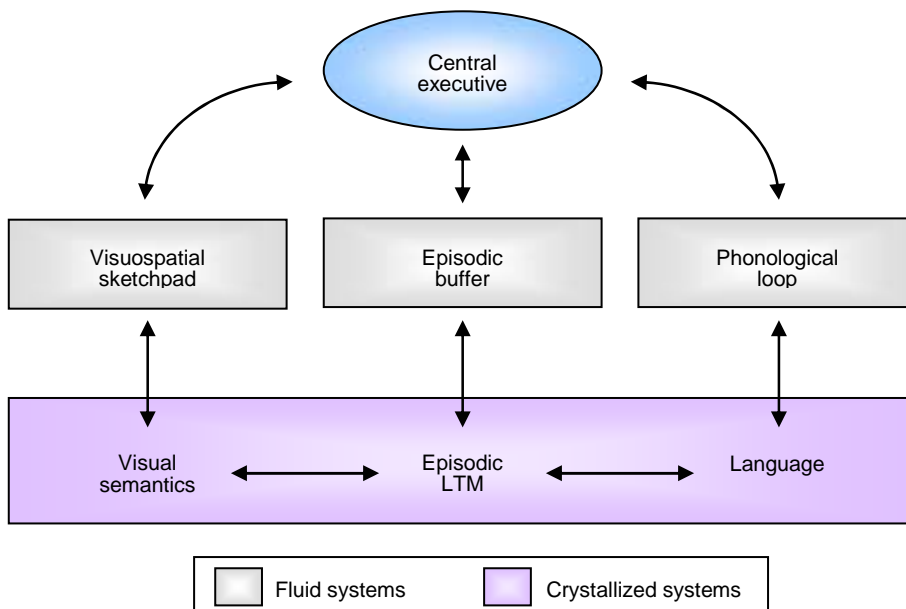 Central
executive
Visuospatial
sketchpad
Episodic
buffer
Phonological
loop
Visual
semantics
Episodic
LTM
Language
Fluid systems
Crystallized systems